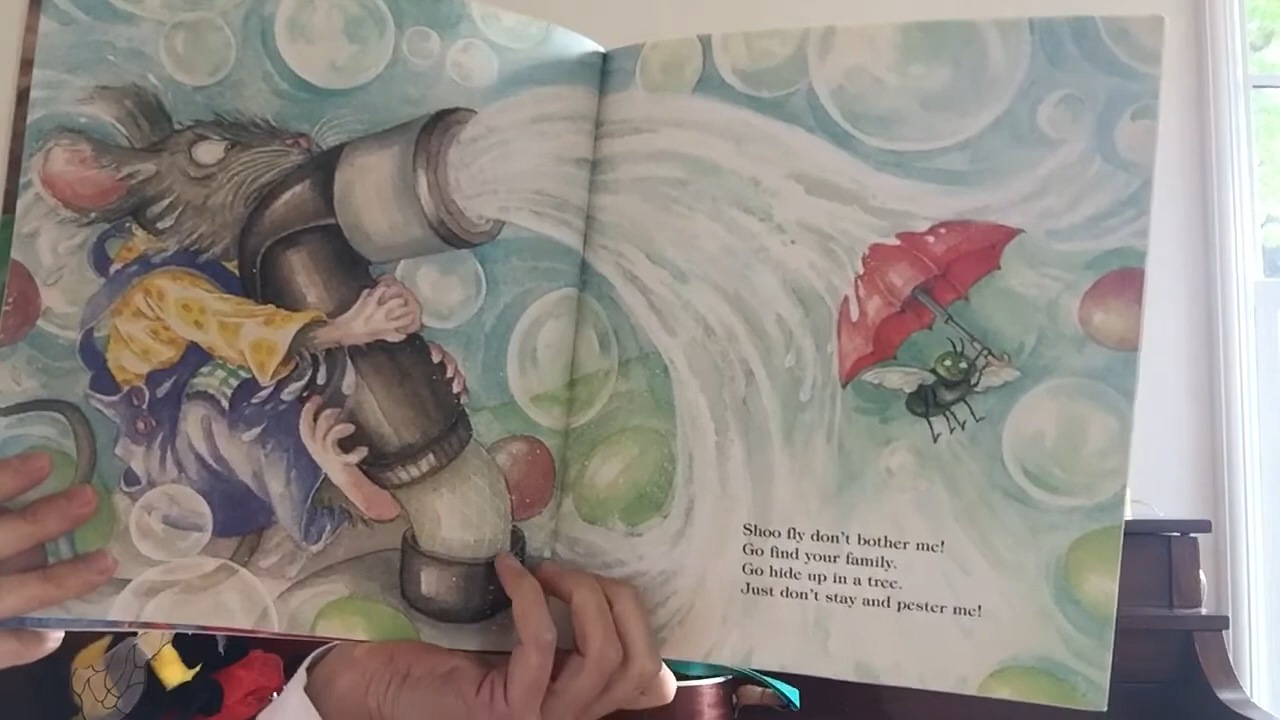 Shoo fly don't bother me!
Go find your family.
Go hide up in a tree.
Just don't stay and pester me!